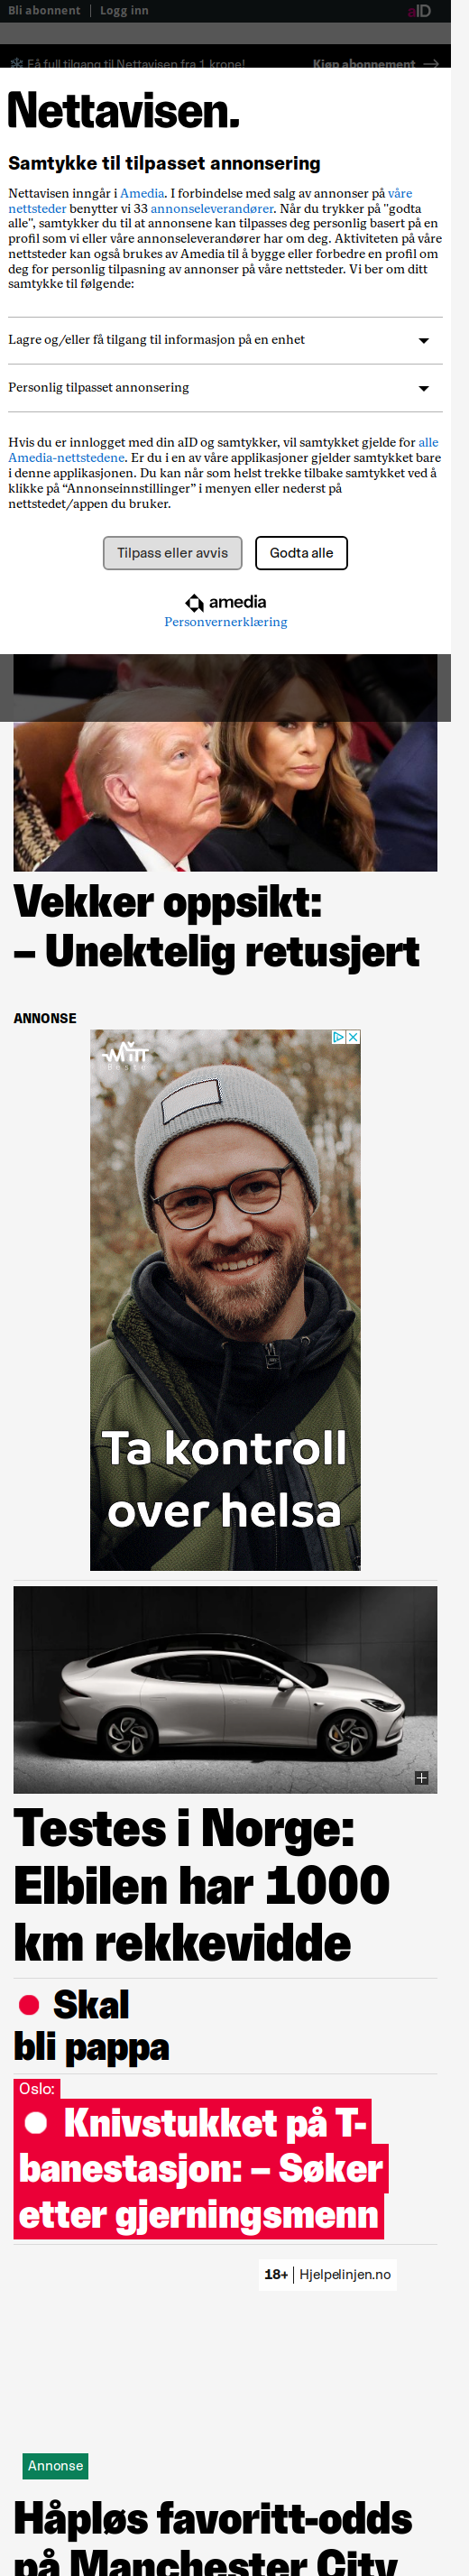 Bli abonnent | Logg inn
aID
Få full tilgang til Nettavisen fra 1 krone! Kjøp abonnement
Nettavisen.
Samtykke til tilpasset annonsering
Nettavisen inngår i Amedia. I forbindelse med salg av annonser på våre
nettsteder benytter vi 33 annonseleverandører. Når du trykker på "godta
alle", samtykker du til at annonsene kan tilpasses deg personlig basert på en
profil som vi eller våre annonseleverandører har om deg. Aktiviteten på våre
nettsteder kan også brukes av Amedia til å bygge eller forbedre en profil om
deg for personlig tilpasning av annonser på våre nettsteder. Vi ber om ditt
samtykke til følgende:
Lagre og/eller få tilgang til informasjon på en enhet
Personlig tilpasset annonsering
Hvis du er innlogget med din aID og samtykker, vil samtykket gjelde for alle
Amedia-nettstedene. Er du i en av våre applikasjoner gjelder samtykket bare
i denne applikasjonen. Du kan når som helst trekke tilbake samtykket ved å
klikke på “Annonseinnstillinger” i menyen eller nederst på
nettstedet/appen du bruker.
Tilpass eller avvis
Godta alle
amedia
Personvernerklæring
Vekker oppsikt:
– Unektelig retusjert
ANNONSE
MITT
Beste
Ta kontroll
over helsa
Testes i Norge:
Elbilen har 1000
km rekkevidde
Skal
bli pappa
Oslo:
Knivstukket på T-
banestasjon: – Søker
etter gjerningsmenn
18+ | Hjelpelinjen.no
Annonse
Håpløs favoritt-odds
på Manchester City